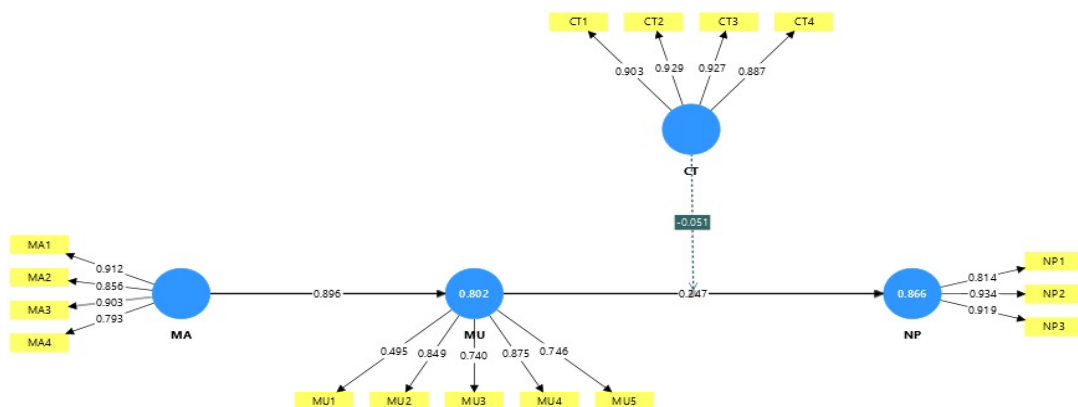 CT1 CT2 CT3 CT4
0.903 0.929 0.927 0.887
CT
-0.051
MA1
MA2
MA3
MA4
0.912
0.856
0.903
0.793
MA
0.896
0.802
MU
0.247
0.866
NP
0.814
0.934
0.919
NP1
NP2
NP3
0.495 0.849 0.740 0.875 0.746
MU1 MU2 MU3 MU4 MU5